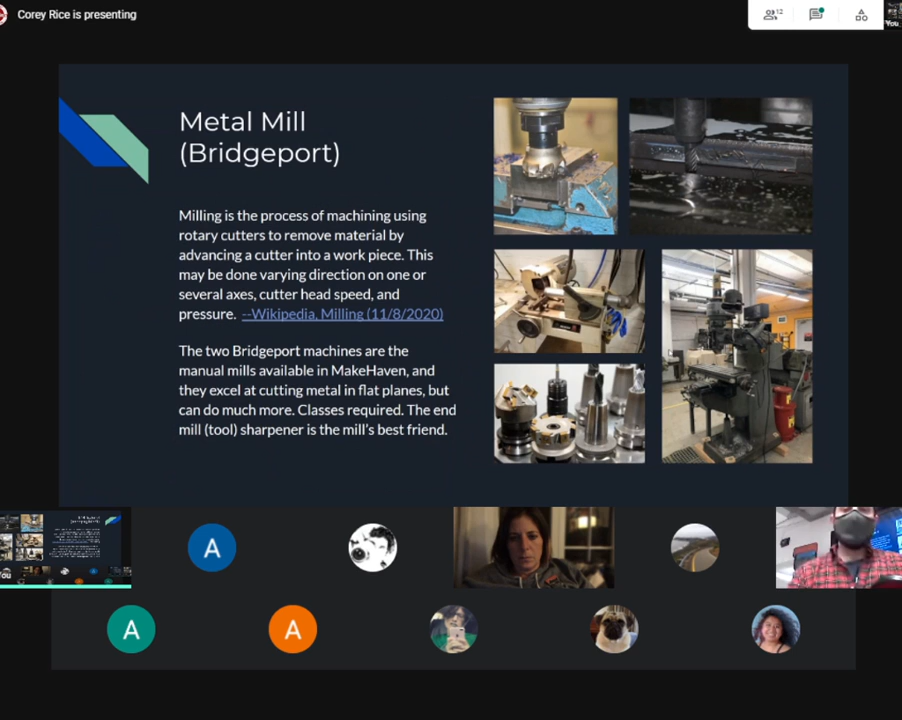 Corey Rice is presenting
12
You
Metal Mill
(Bridgeport)
Milling is the process of machining using
rotary cutters to remove material by
advancing a cutter into a work piece. This
may be done varying direction on one or
several axes, cutter head speed, and
pressure. --Wikipedia, Milling (11/8/2020)
The two Bridgeport machines are the
manual mills available in MakeHaven, and
they excel at cutting metal in flat planes, but
can do much more. Classes required. The end
mill (tool) sharpener is the mill's best friend.
You
A
A
A